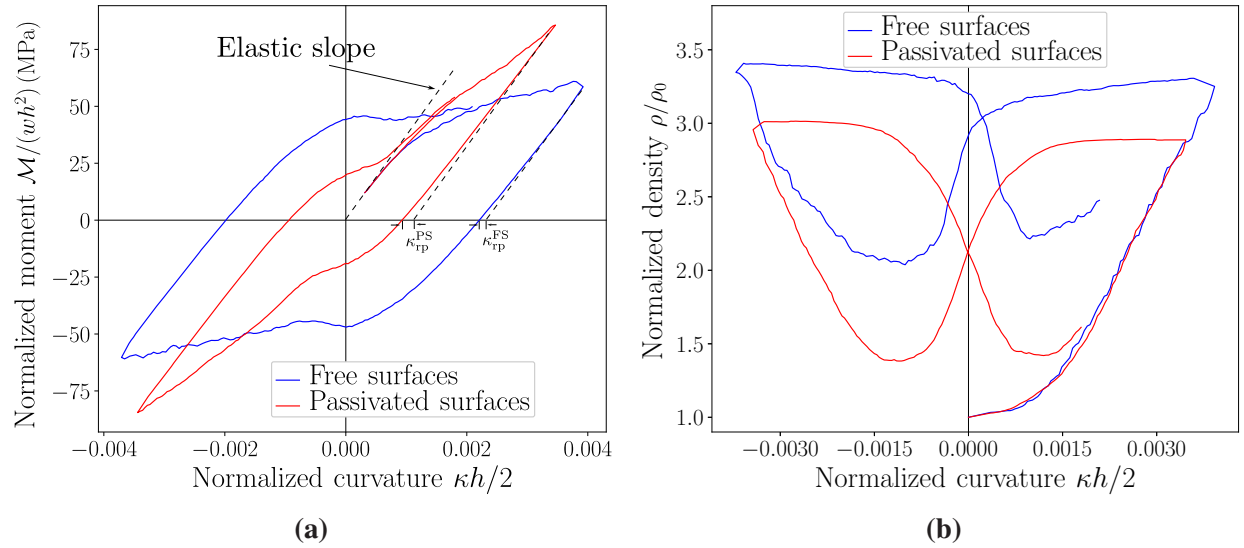 Normalized moment 𝓜/(wh²) (MPa)
75
50
25
0
−25
−50
−75
Elastic slope
κ_rp^PS
κ_rp^FS
Free surfaces
Passivated surfaces
−0.004
−0.002
0.000
0.002
0.004
Normalized curvature κh/2
(a)
Normalized density ρ/ρ₀
3.5
3.0
2.5
2.0
1.5
1.0
Free surfaces
Passivated surfaces
−0.0030
−0.0015
0.0000
0.0015
0.0030
Normalized curvature κh/2
(b)